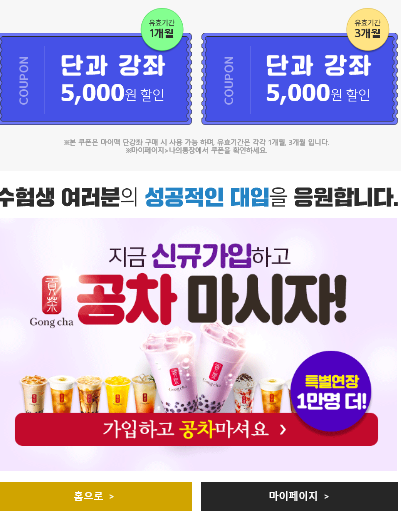 유효기간
1개월
유효기간
3개월
COUPON
단과 강좌
5,000원 할인
COUPON
단과 강좌
5,000원 할인
※본 쿠폰은 마이맥 단강좌 구매 시 사용 가능 하며, 유효기간은 각각 1개월, 3개월 입니다.
※마이페이지>나의통장에서 쿠폰을 확인하세요.
수험생 여러분의 성공적인 대입을 응원합니다.
지금 신규가입하고
貢茶
Gong cha
공차 마시자!
특별연장
1만명 더!
가입하고 공차마셔요 >
홈으로 >
마이페이지 >